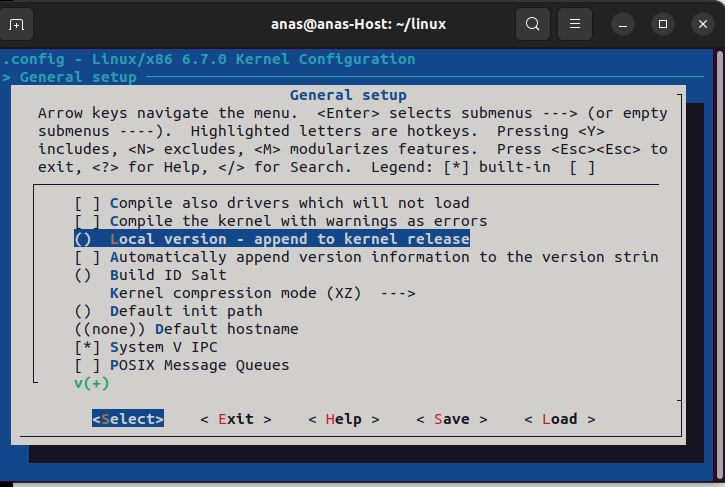 anas@anas-Host: ~/linux
.config - Linux/x86 6.7.0 Kernel Configuration
> General setup
General setup
Arrow keys navigate the menu.  <Enter> selects submenus ---> (or empty
submenus ----).  Highlighted letters are hotkeys.  Pressing <Y>
includes, <N> excludes, <M> modularizes features.  Press <Esc><Esc> to
exit, <?> for Help, </> for Search.  Legend: [*] built-in  [ ]
[ ] Compile also drivers which will not load
[ ] Compile the kernel with warnings as errors
()  Local version - append to kernel release
[ ] Automatically append version information to the version strin
()  Build ID Salt
Kernel compression mode (XZ)  --->
()  Default init path
((none)) Default hostname
[*] System V IPC
[ ] POSIX Message Queues
v(+)
<Select>    < Exit >    < Help >    < Save >    < Load >